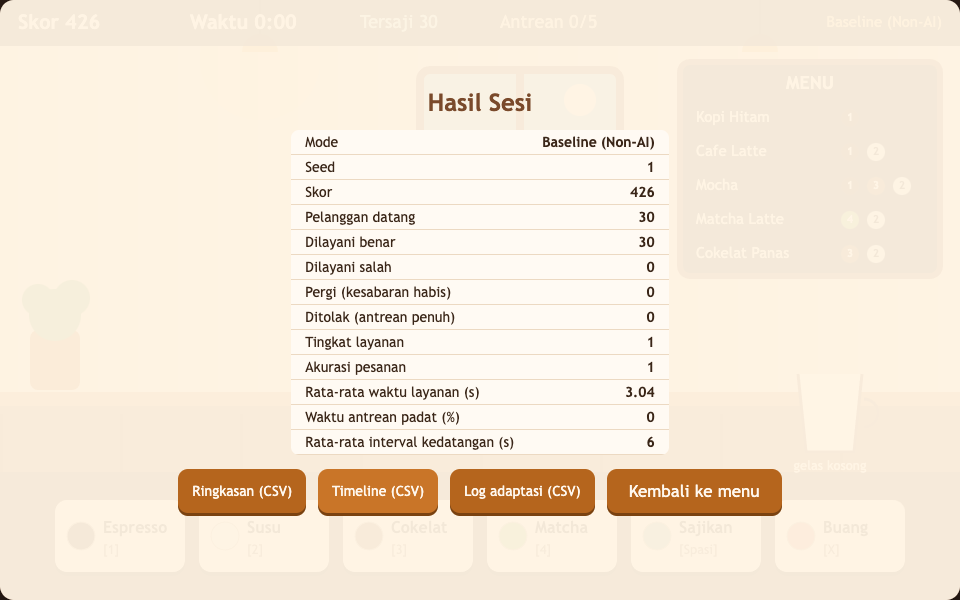 Skor 426 Waktu 0:00 Tersaji 30 Antrean 0/5 Baseline (Non-AI)
MENU
Kopi Hitam 1
Cafe Latte 1 2
Mocha 1 3 2
Matcha Latte 4 2
Cokelat Panas 3 2
Hasil Sesi
Mode Baseline (Non-AI)
Seed 1
Skor 426
Pelanggan datang 30
Dilayani benar 30
Dilayani salah 0
Pergi (kesabaran habis) 0
Ditolak (antrean penuh) 0
Tingkat layanan 1
Akurasi pesanan 1
Rata-rata waktu layanan (s) 3.04
Waktu antrean padat (%) 0
Rata-rata interval kedatangan (s) 6
gelas kosong
Ringkasan (CSV) Timeline (CSV) Log adaptasi (CSV) Kembali ke menu
Espresso Susu Cokelat Matcha Sajikan Buang
[1] [2] [3] [4] [Spasi] [X]